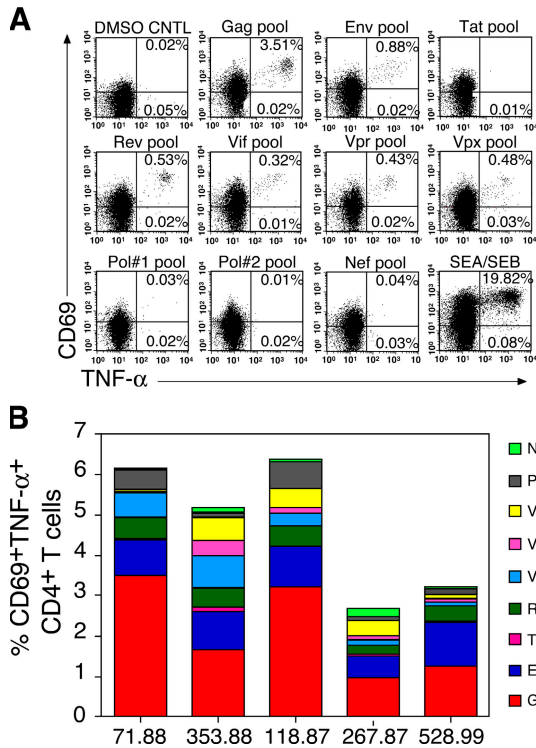 A
DMSO CNTL Gag pool Env pool Tat pool
0.02% 3.51% 0.88%
0.05% 0.02% 0.02% 0.01%
Rev pool Vif pool Vpr pool Vpx pool
0.53% 0.32% 0.43% 0.48%
0.02% 0.01% 0.02% 0.03%
Pol#1 pool Pol#2 pool Nef pool SEA/SEB
0.03% 0.01% 0.04% 19.82%
0.02% 0.02% 0.03% 0.08%
10⁰ 10¹ 10² 10³ 10⁴
CD69
TNF-α
B
% CD69+TNF-α+
CD4+ T cells
7
6
5
4
3
2
1
0
71.88 353.88 118.87 267.87 528.99
N
P
V
V
V
R
T
E
G